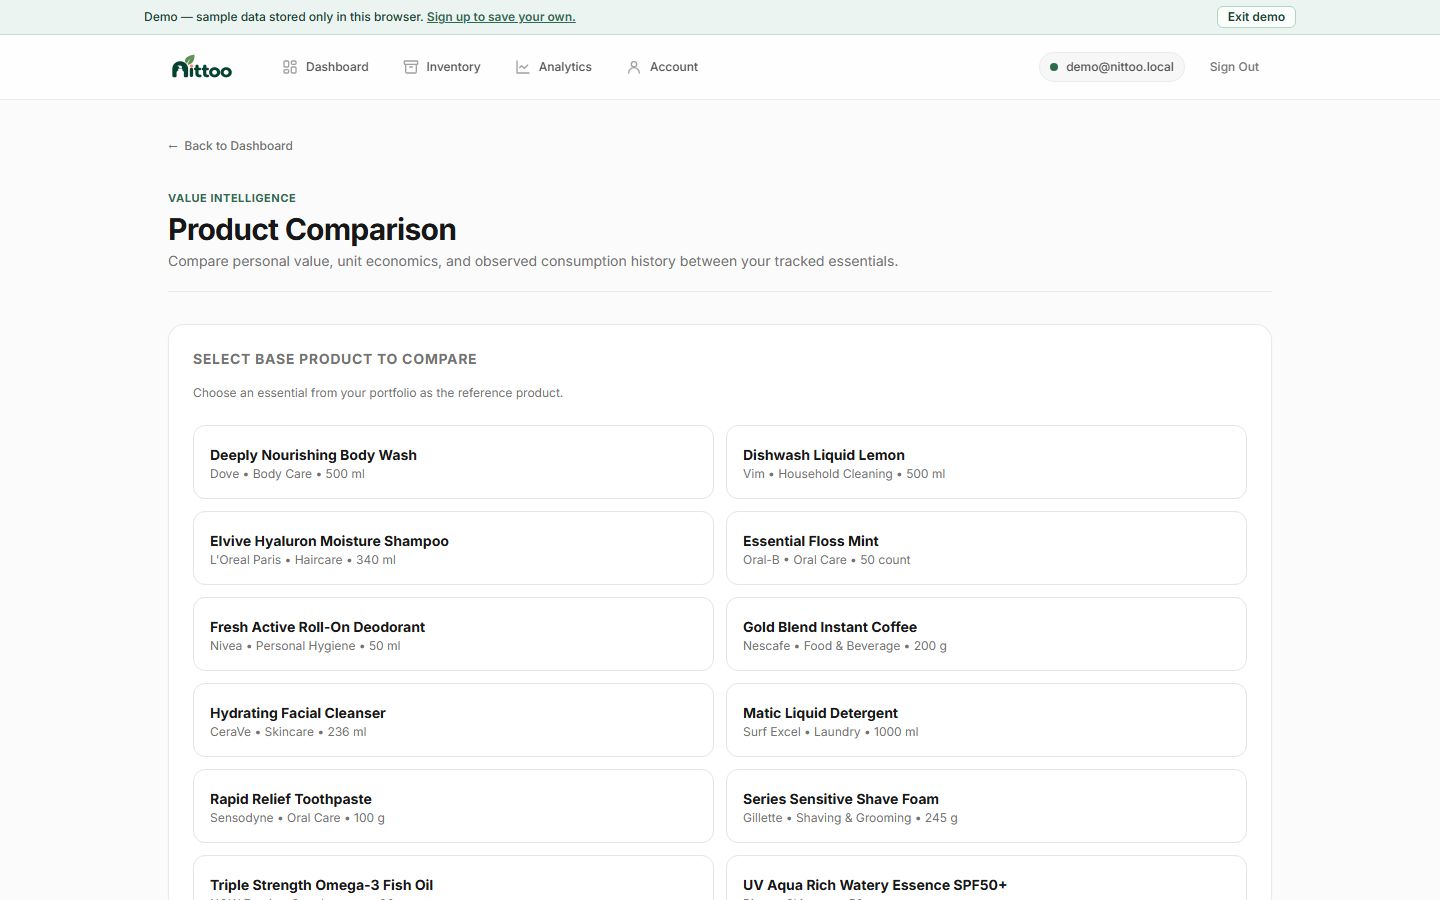 Demo — sample data stored only in this browser. Sign up to save your own.
Exit demo
Nittoo
Dashboard
Inventory
Analytics
Account
demo@nittoo.local
Sign Out
← Back to Dashboard
VALUE INTELLIGENCE
Product Comparison
Compare personal value, unit economics, and observed consumption history between your tracked essentials.
SELECT BASE PRODUCT TO COMPARE
Choose an essential from your portfolio as the reference product.
Deeply Nourishing Body Wash
Dove • Body Care • 500 ml
Dishwash Liquid Lemon
Vim • Household Cleaning • 500 ml
Elvive Hyaluron Moisture Shampoo
L'Oreal Paris • Haircare • 340 ml
Essential Floss Mint
Oral-B • Oral Care • 50 count
Fresh Active Roll-On Deodorant
Nivea • Personal Hygiene • 50 ml
Gold Blend Instant Coffee
Nescafe • Food & Beverage • 200 g
Hydrating Facial Cleanser
CeraVe • Skincare • 236 ml
Matic Liquid Detergent
Surf Excel • Laundry • 1000 ml
Rapid Relief Toothpaste
Sensodyne • Oral Care • 100 g
Series Sensitive Shave Foam
Gillette • Shaving & Grooming • 245 g
Triple Strength Omega-3 Fish Oil
UV Aqua Rich Watery Essence SPF50+